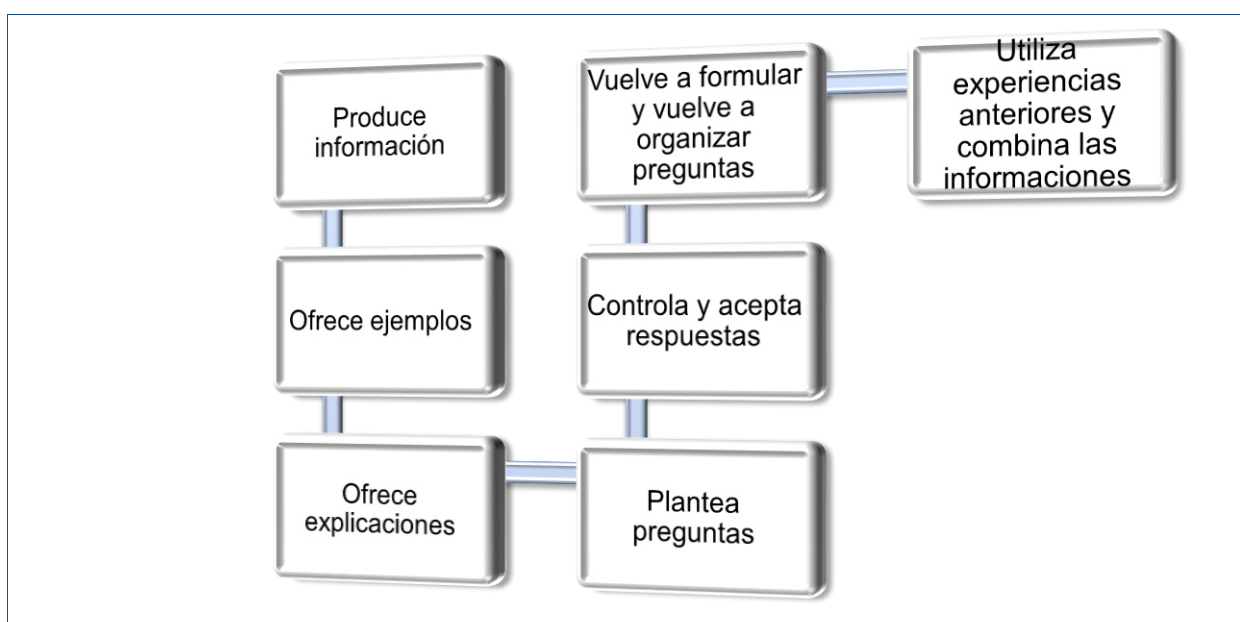 Produce
información
Ofrece ejemplos
Ofrece
explicaciones
Plantea
preguntas
Controla y acepta
respuestas
Vuelve a formular
y vuelve a
organizar
preguntas
Utiliza
experiencias
anteriores y
combina las
informaciones